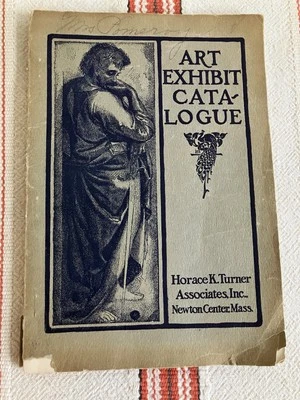 ART
EXHIBIT
CATA-
LOGUE
Horace K. Turner
Associates, Inc.,
Newton Center, Mass.